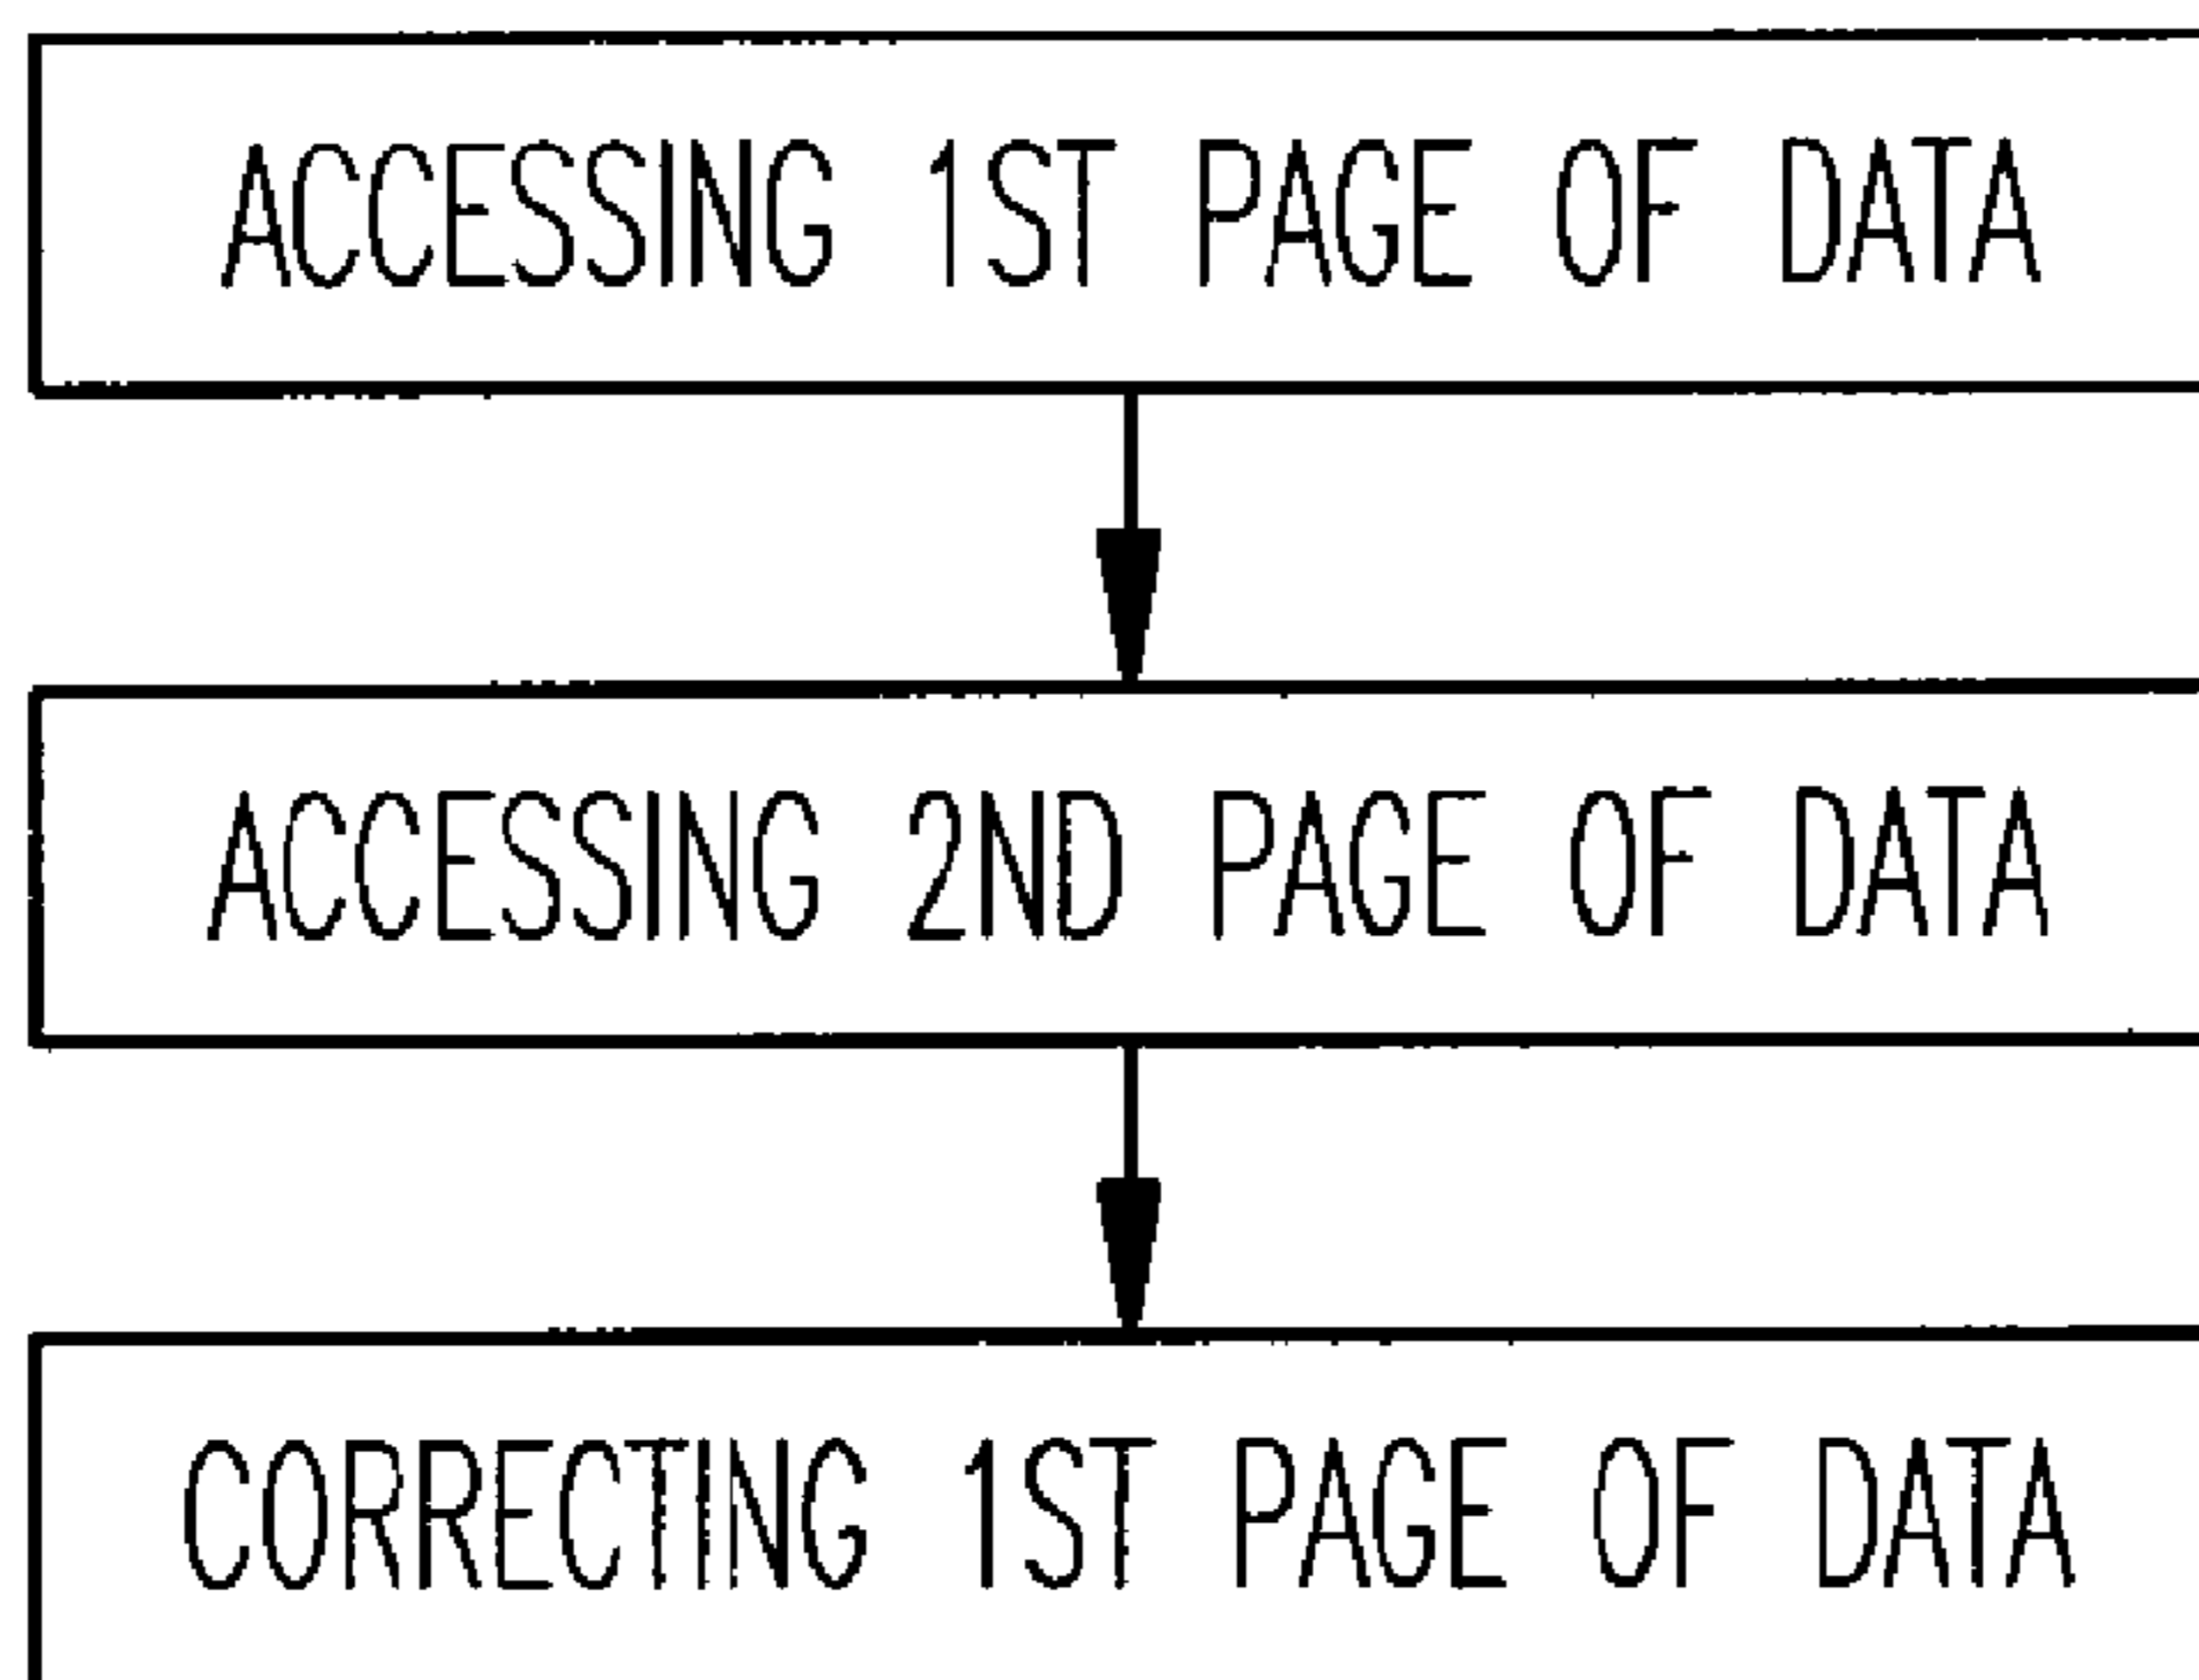 ACCESSING 1ST PAGE OF DATA
ACCESSING 2ND PAGE OF DATA
CORRECTING 1ST PAGE OF DATA